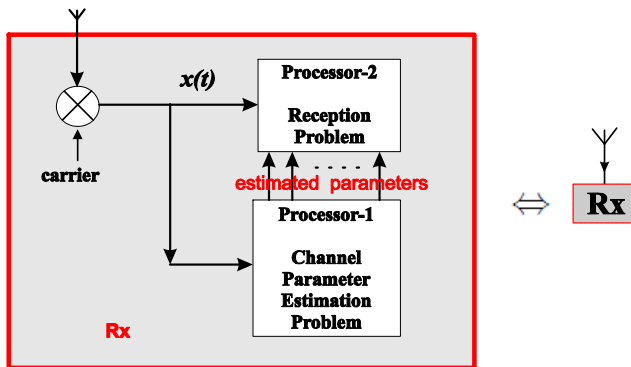 x(t)
Processor-2
Reception
Problem
carrier
. . . .
estimated parameters
Processor-1
Channel
Parameter
Estimation
Problem
Rx
⇔
Rx